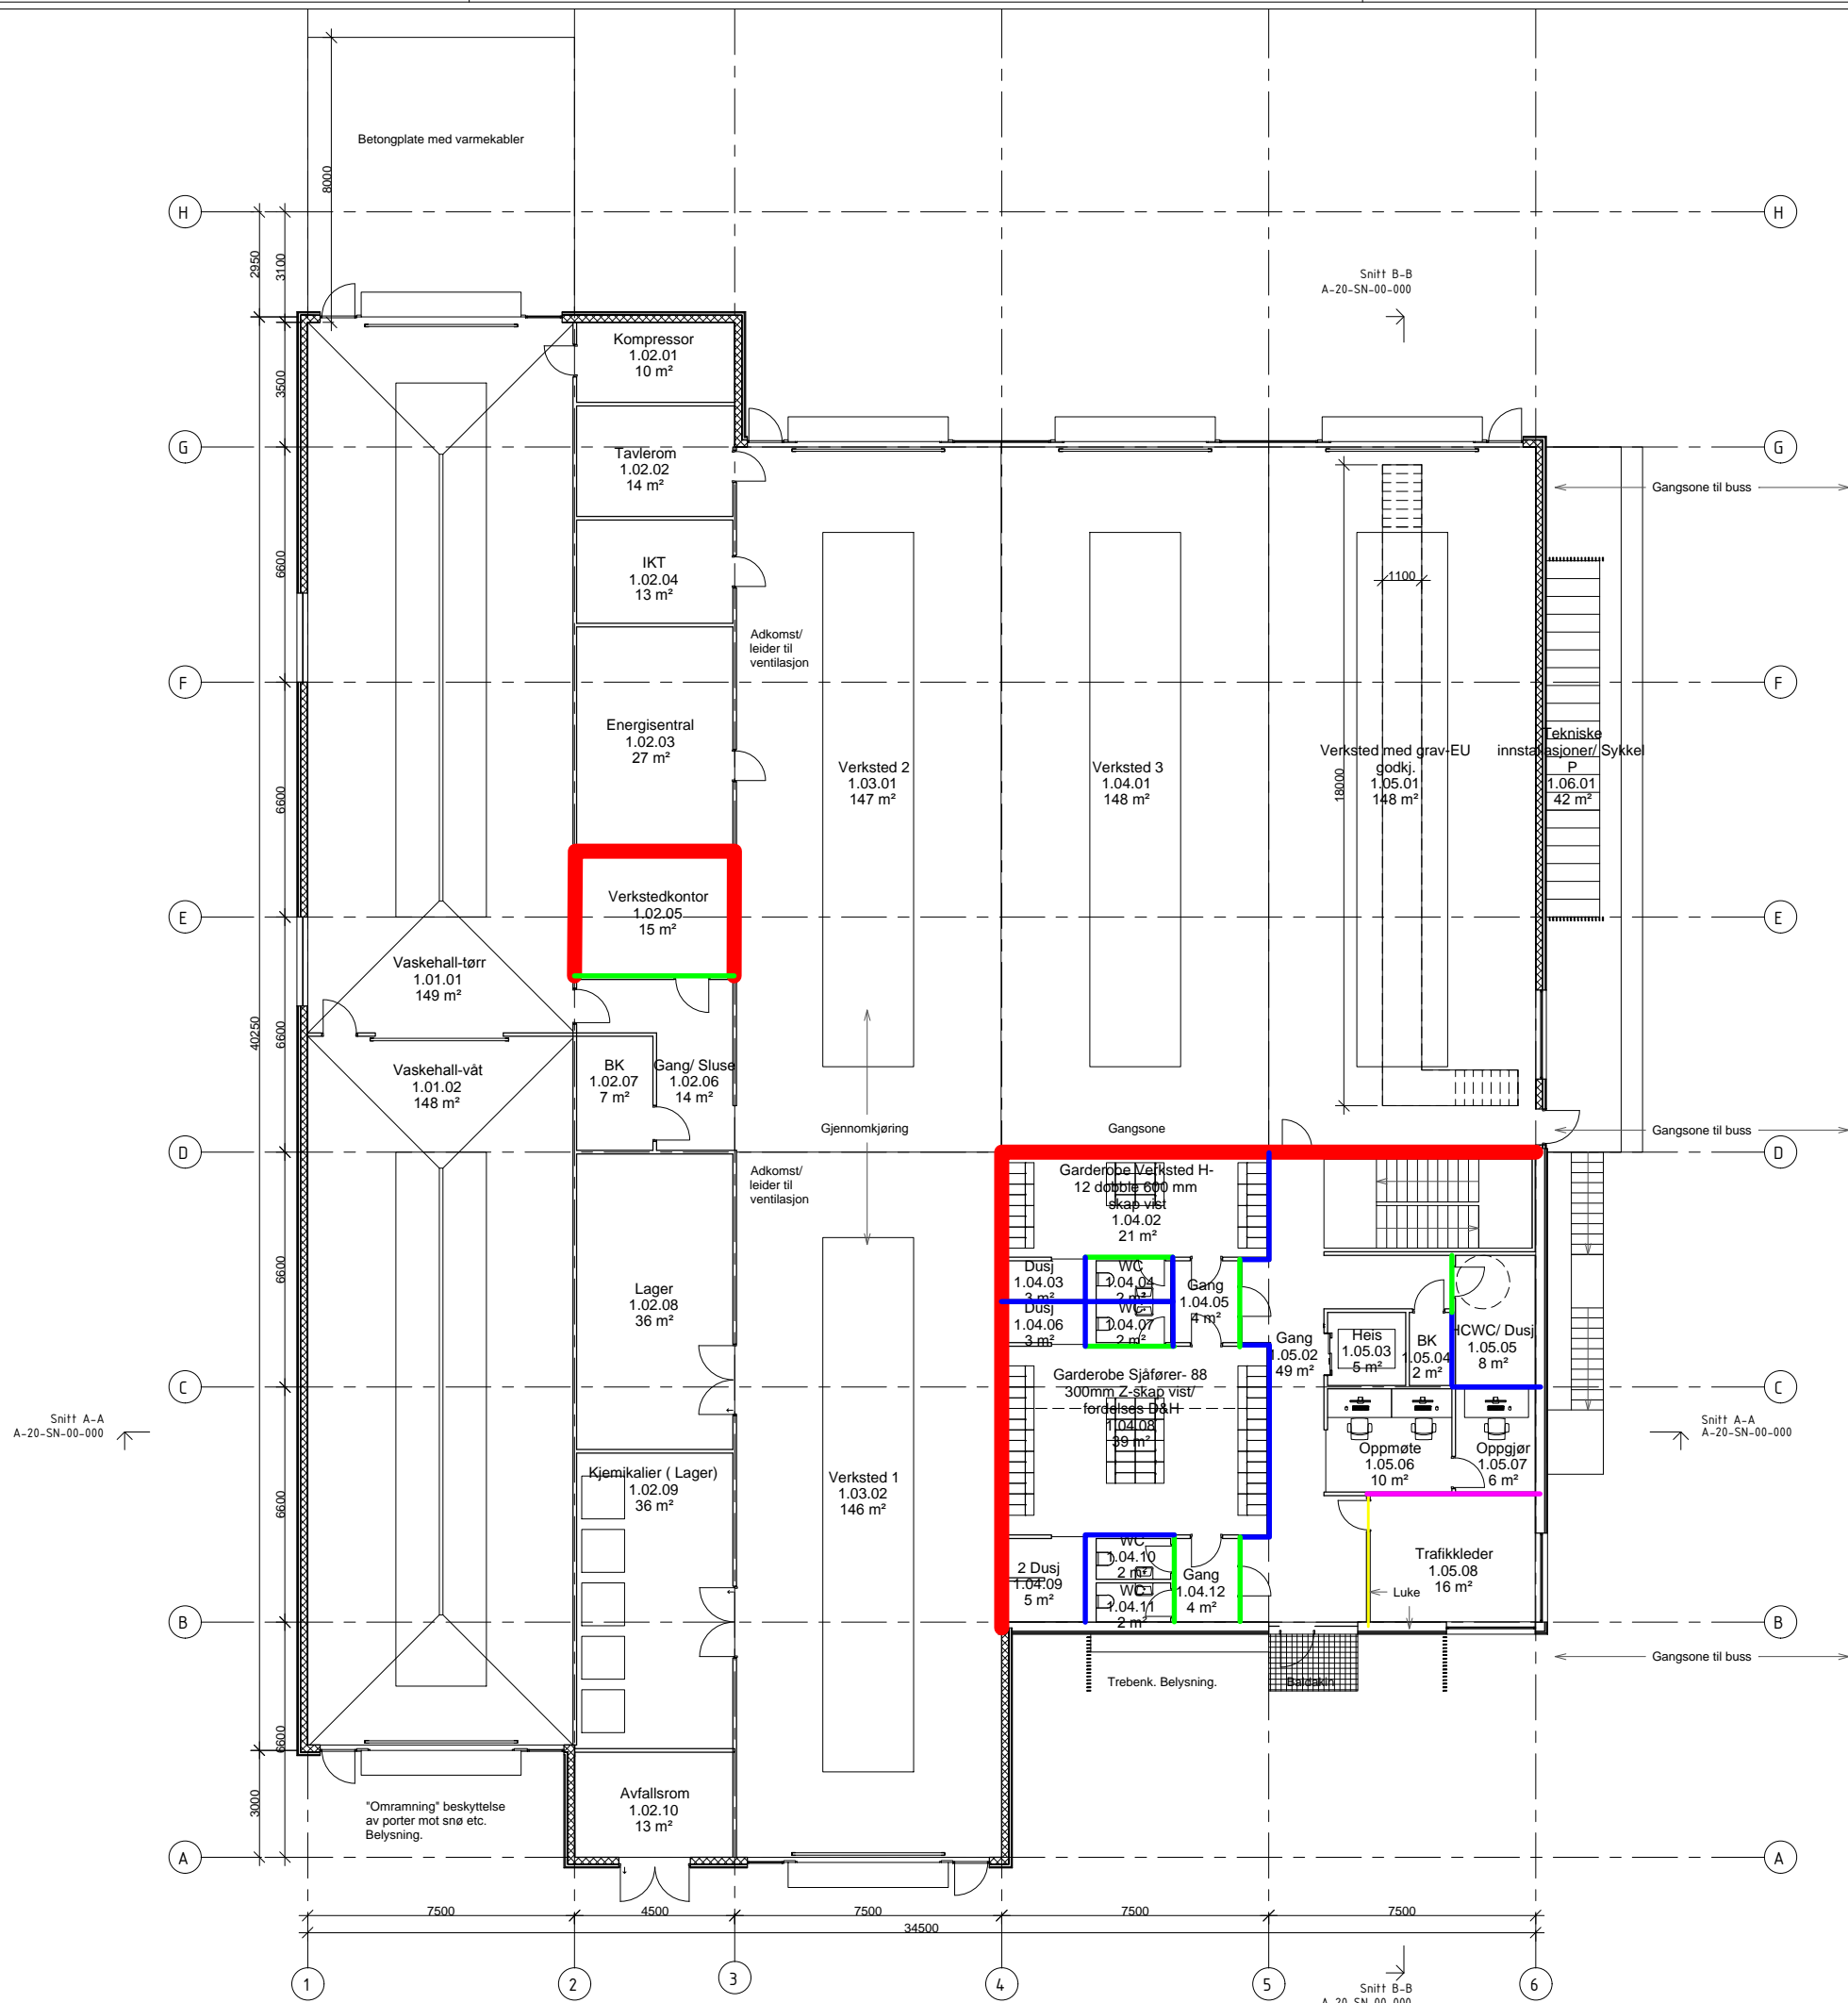 Betongplate med varmekabler
8000
H
H
2950
3100
Snitt B-B
A-20-SN-00-000
Kompressor
1.02.01
10 m²
3500
G
G
Tavlerom
1.02.02
14 m²
Gangsone til buss
IKT
1.02.04
13 m²
6600
1100
Adkomst/
leider til
ventilasjon
F
F
Energisentral
1.02.03
27 m²
Verksted 2
1.03.01
147 m²
Verksted 3
1.04.01
148 m²
Verksted med grav-EU
godkj.
1.05.01
148 m²
18000
Tekniske
innstallasjoner/ Sykkel
P
1.06.01
42 m²
6600
Verkstedkontor
1.02.05
15 m²
E
E
Vaskehall-tørr
1.01.01
149 m²
40250
6600
Vaskehall-våt
1.01.02
148 m²
BK
1.02.07
7 m²
Gang/ Sluse
1.02.06
14 m²
Gjennomkjøring
Gangsone
Gangsone til buss
D
D
Adkomst/
leider til
ventilasjon
Garderobe Verksted H-
12 dobble 600 mm
skap vist
1.04.02
21 m²
6600
Lager
1.02.08
36 m²
Dusj
1.04.03
3 m²
WC
1.04.04
2 m²
Dusj
1.04.06
3 m²
WC
1.04.07
2 m²
Gang
1.04.05
4 m²
Gang
1.05.02
49 m²
Heis
1.05.03
5 m²
BK
1.05.04
2 m²
HCWC/ Dusj
1.05.05
8 m²
C
C
Garderobe Sjåfører- 88
300mm Z-skap vist/
fordelses D&H
1.04.08
39 m²
Snitt A-A
A-20-SN-00-000
Snitt A-A
A-20-SN-00-000
Oppmøte
1.05.06
10 m²
Oppgjør
1.05.07
6 m²
6600
Kjemikalier ( Lager)
1.02.09
36 m²
Verksted 1
1.03.02
146 m²
WC
1.04.10
2 m²
WC
1.04.11
2 m²
2 Dusj
1.04.09
5 m²
Gang
1.04.12
4 m²
Trafikkleder
1.05.08
16 m²
Luke
B
B
Gangsone til buss
Trebenk. Belysning.
Baldakin
6600
3000
"Omramning" beskyttelse
av porter mot snø etc.
Belysning.
Avfallsrom
1.02.10
13 m²
A
A
7500
4500
7500
7500
7500
34500
1
2
3
4
5
6
Snitt B-B
A-20-SN-00-000